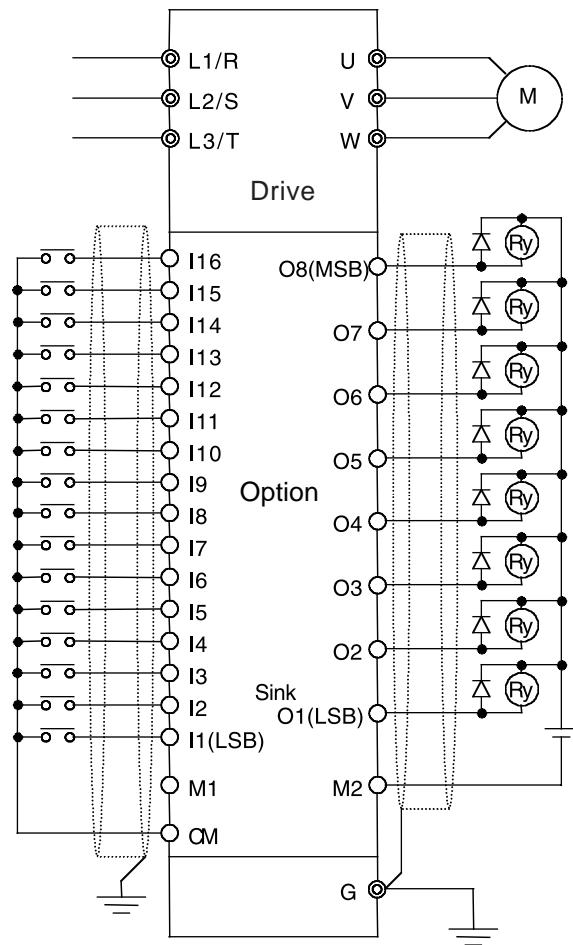 L1/R
U
L2/S
V
M
L3/T
W
Drive
I16
O8(MSB)
Ry
I15
I14
O7
Ry
I13
I12
O6
Ry
I11
I10
O5
Ry
I9
Option
I8
O4
Ry
I7
I6
O3
Ry
I5
I4
O2
Ry
I3
I2
Sink
O1(LSB)
Ry
I1(LSB)
M1
M2
CM
G